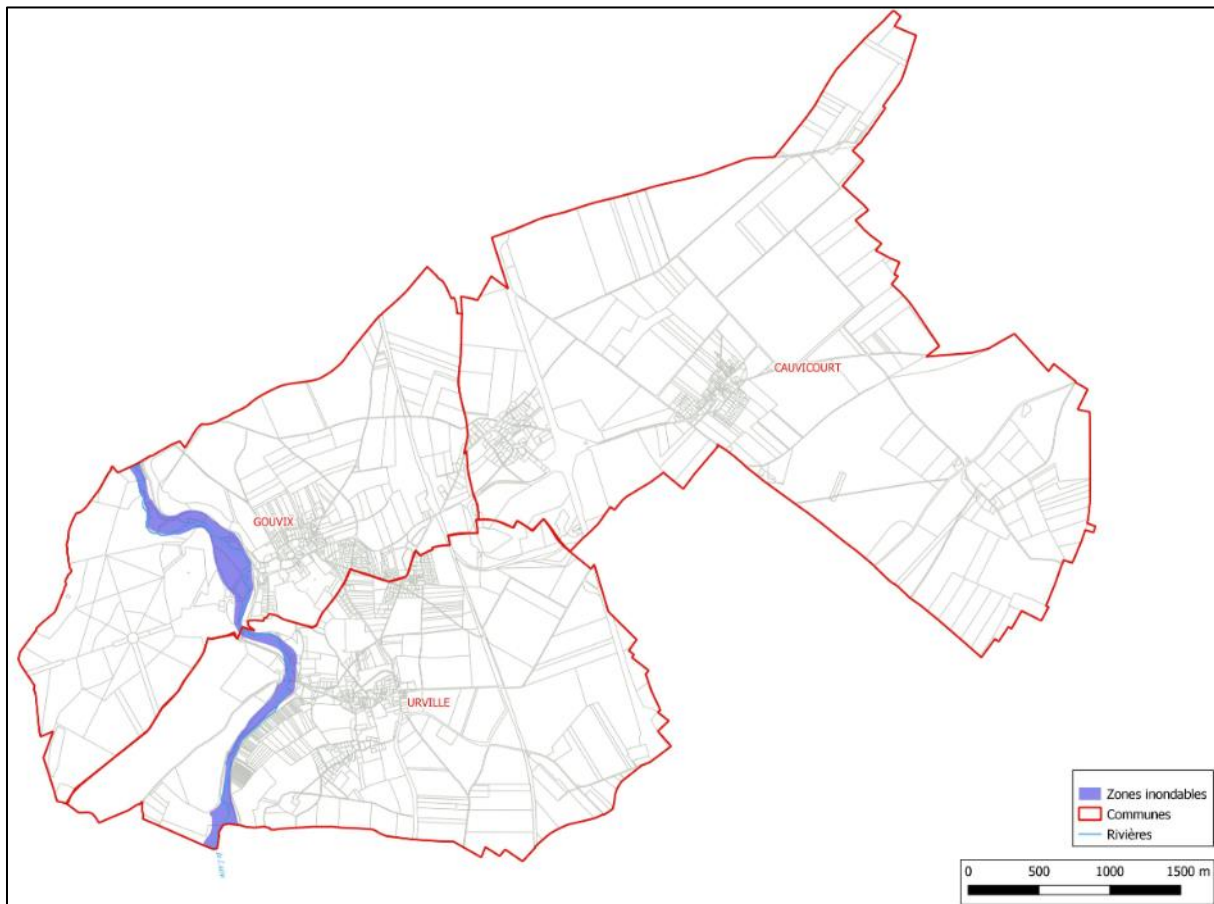 CAUVICOURT
GOUVIX
URVILLE
Zones inondables
Communes
Rivières
0 500 1000 1500 m